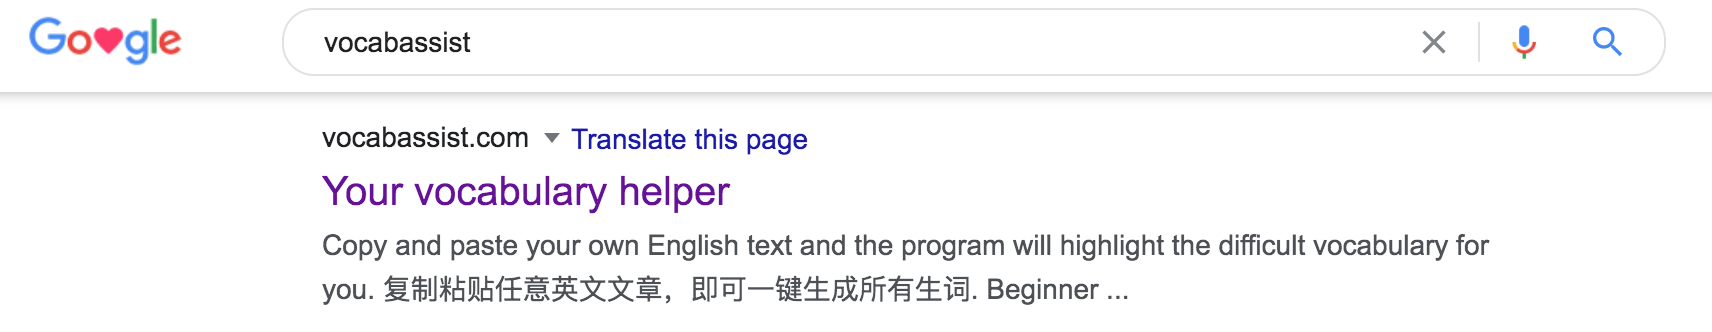 Google
vocabassist
vocabassist.com Translate this page
Your vocabulary helper
Copy and paste your own English text and the program will highlight the difficult vocabulary for
you. 复制粘贴任意英文文章，即可一键生成所有生词. Beginner ...